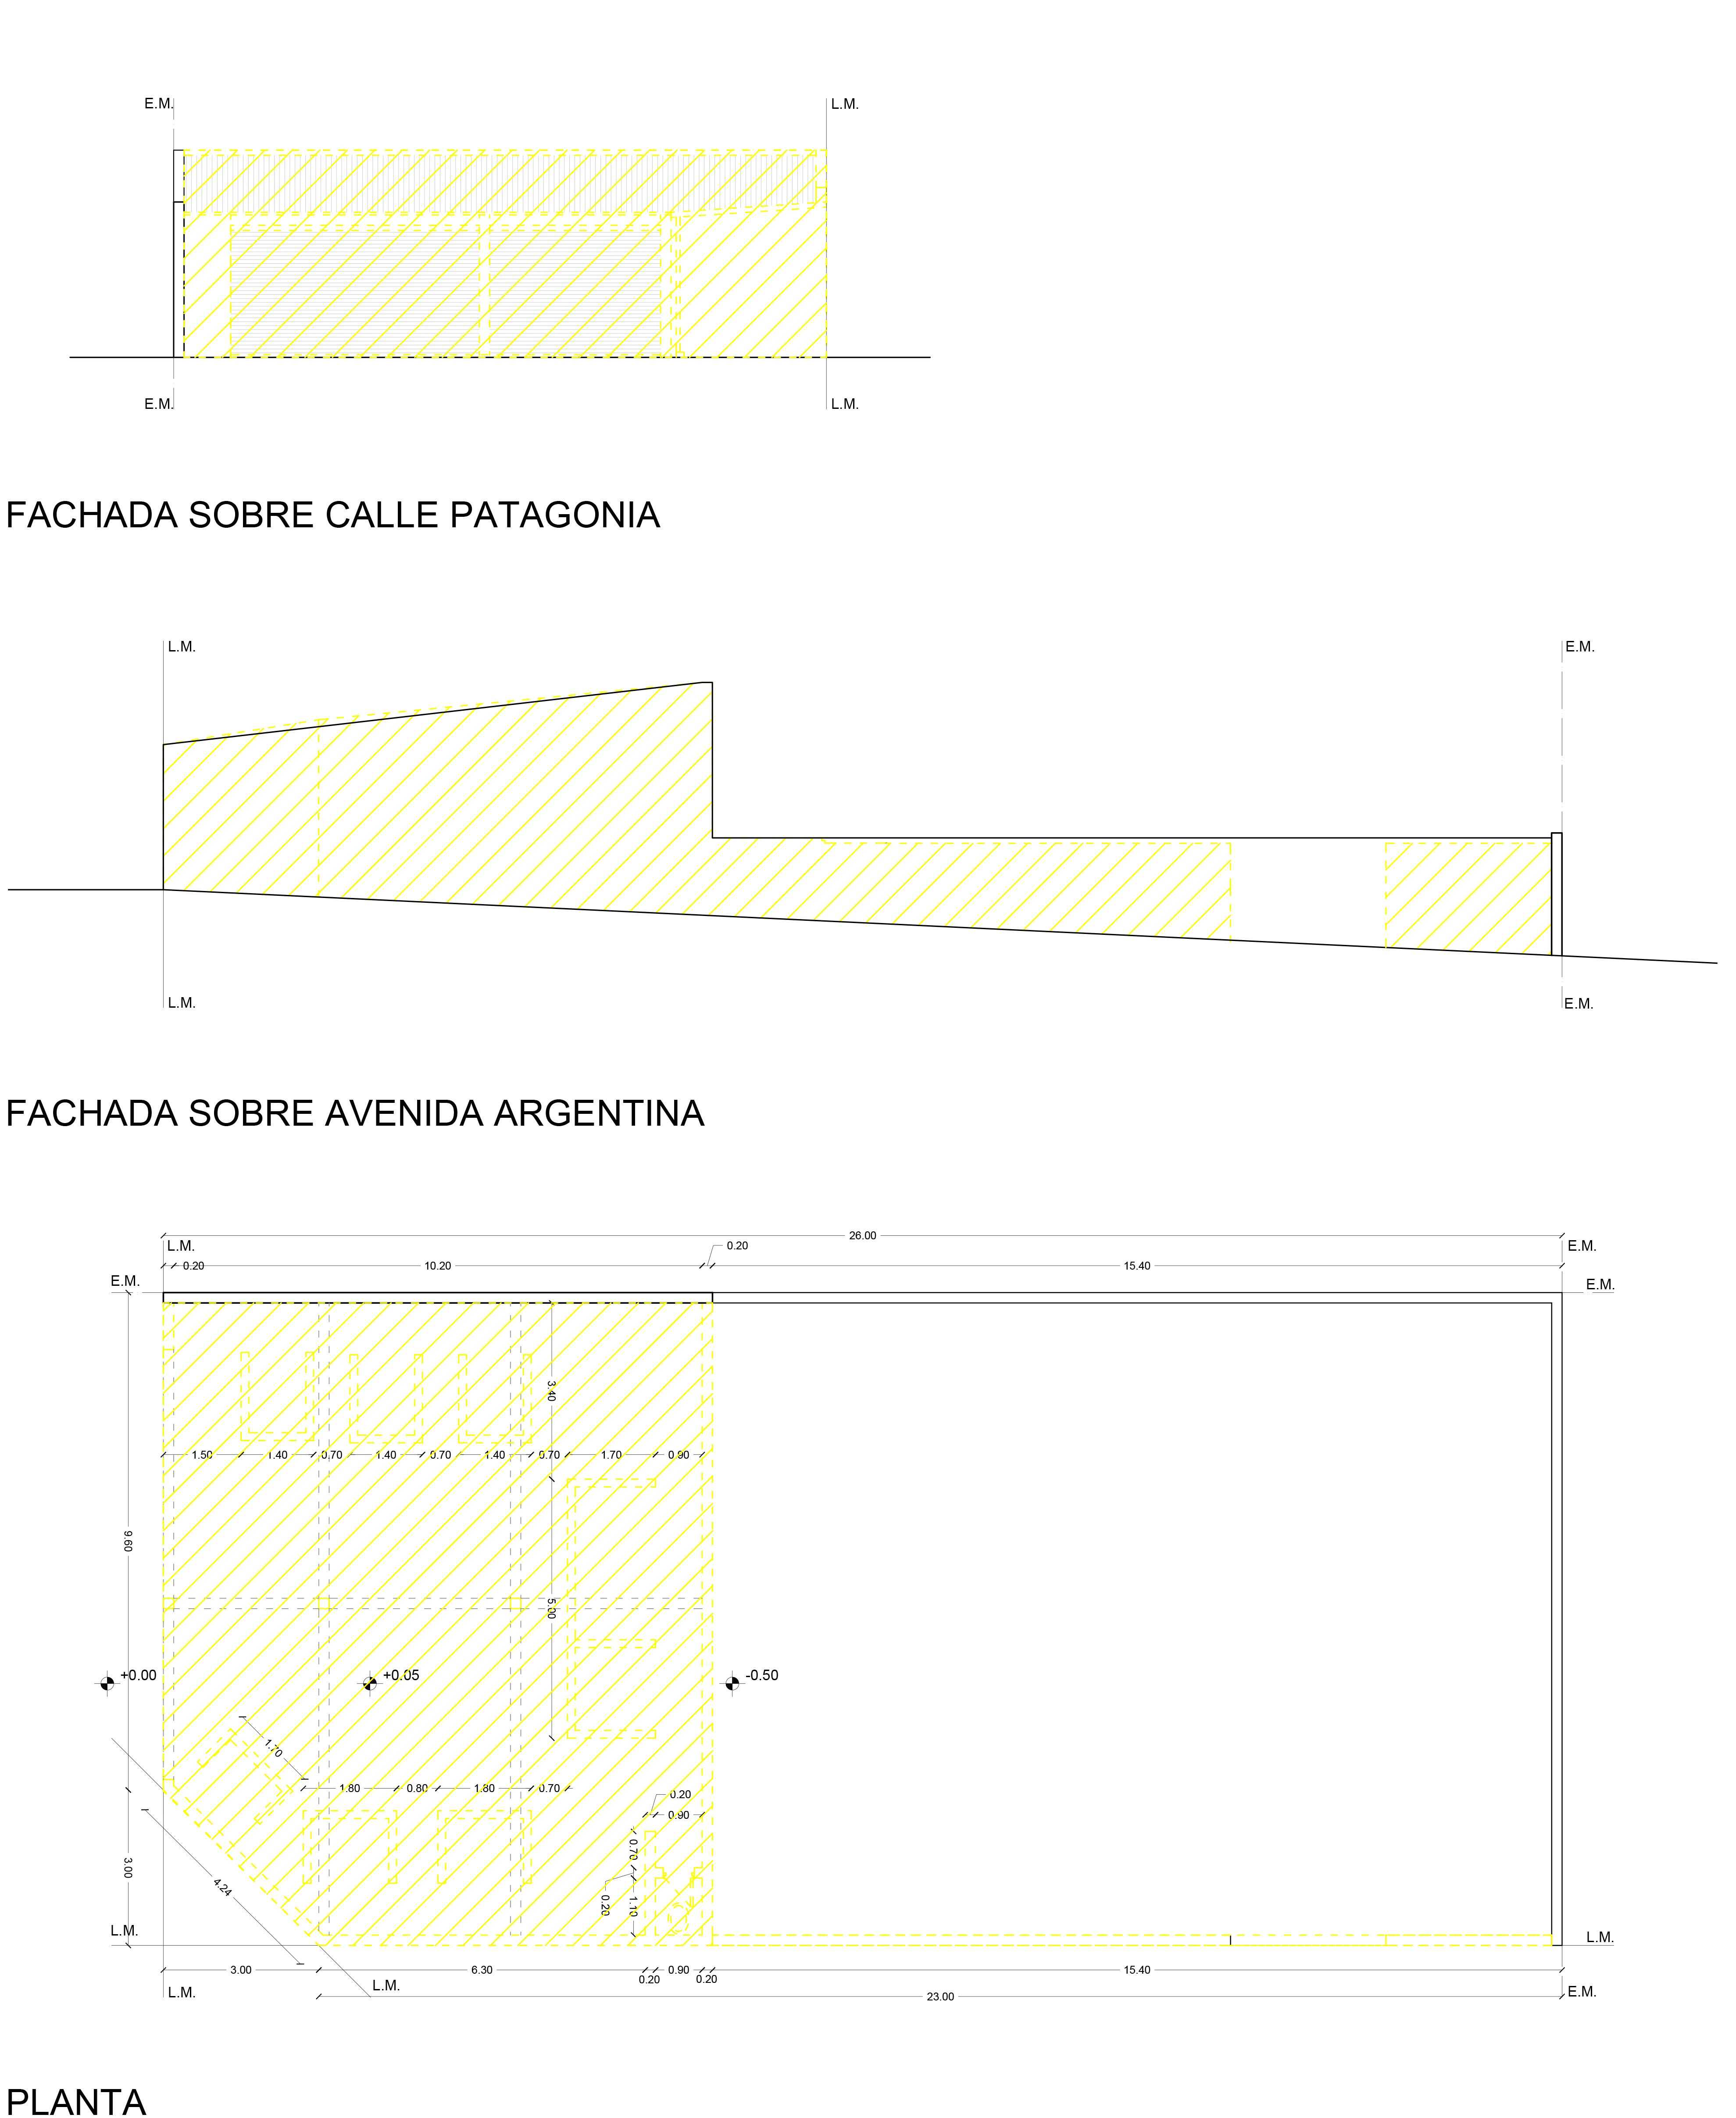 E.M.
L.M.
E.M.
L.M.
FACHADA SOBRE CALLE PATAGONIA
L.M.
E.M.
L.M.
E.M.
FACHADA SOBRE AVENIDA ARGENTINA
26.00
L.M.
0.20
E.M.
0.20
10.20
15.40
E.M.
E.M.
3.40
1.50
1.40
0.70
1.40
0.70
1.40
0.70
1.70
0.90
9.60
5.00
+0.00
+0.05
-0.50
1.70
1.80
0.80
1.80
0.70
0.20
0.90
0.70
3.00
4.24
0.20
1.10
L.M.
L.M.
3.00
6.30
0.20
0.90
0.20
15.40
L.M.
L.M.
23.00
E.M.
PLANTA